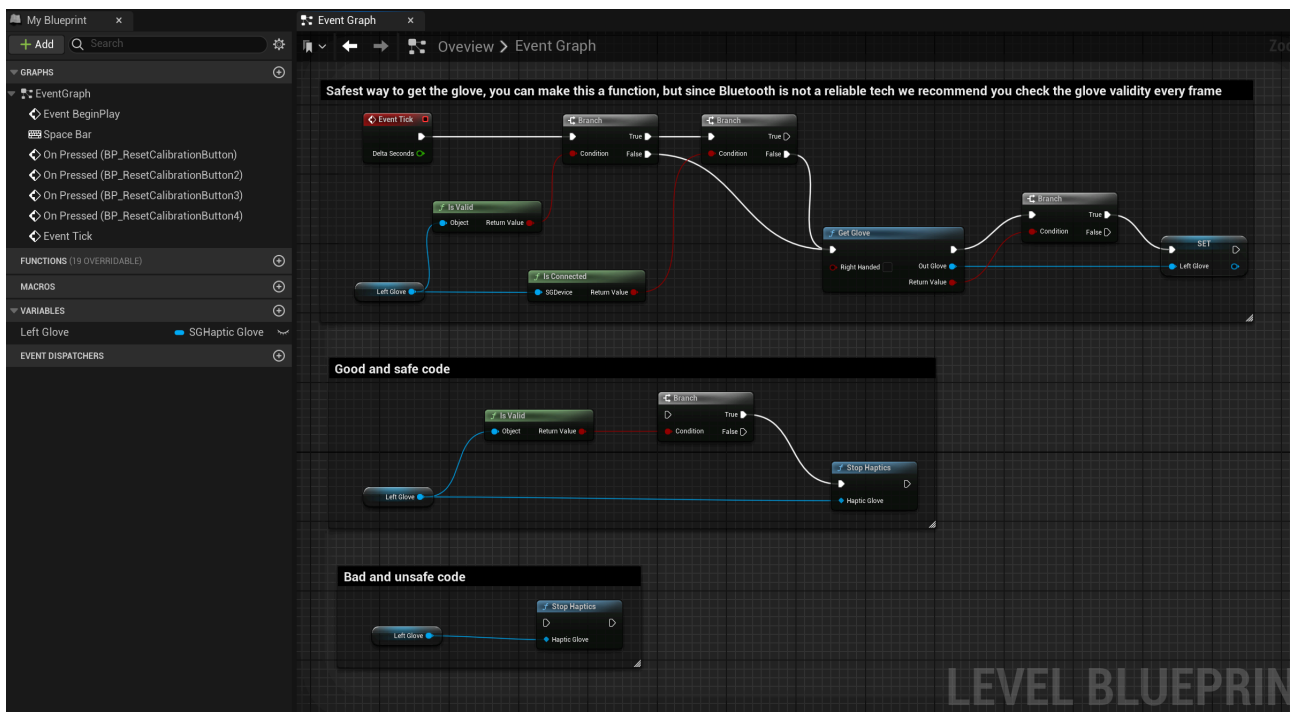 My Blueprint
Event Graph
+ Add
Search
Oveview > Event Graph
Zoo
GRAPHS
EventGraph
Event BeginPlay
Space Bar
On Pressed (BP_ResetCalibrationButton)
On Pressed (BP_ResetCalibrationButton2)
On Pressed (BP_ResetCalibrationButton3)
On Pressed (BP_ResetCalibrationButton4)
Event Tick
FUNCTIONS (19 OVERRIDABLE)
MACROS
VARIABLES
Left Glove SGHaptic Glove
EVENT DISPATCHERS
Safest way to get the glove, you can make this a function, but since Bluetooth is not a reliable tech we recommend you check the glove validity every frame
Event Tick
Delta Seconds
Branch
True
Condition False
Branch
True
Condition False
Is Valid
Object Return Value
Left Glove
Is Connected
SGDevice Return Value
Get Glove
Right Handed Out Glove
Return Value
Branch
True
Condition False
SET
Left Glove
Good and safe code
Is Valid
Object Return Value
Branch
True
Condition False
Left Glove
Stop Haptics
Haptic Glove
Bad and unsafe code
Stop Haptics
Left Glove
Haptic Glove
LEVEL BLUEPRIN